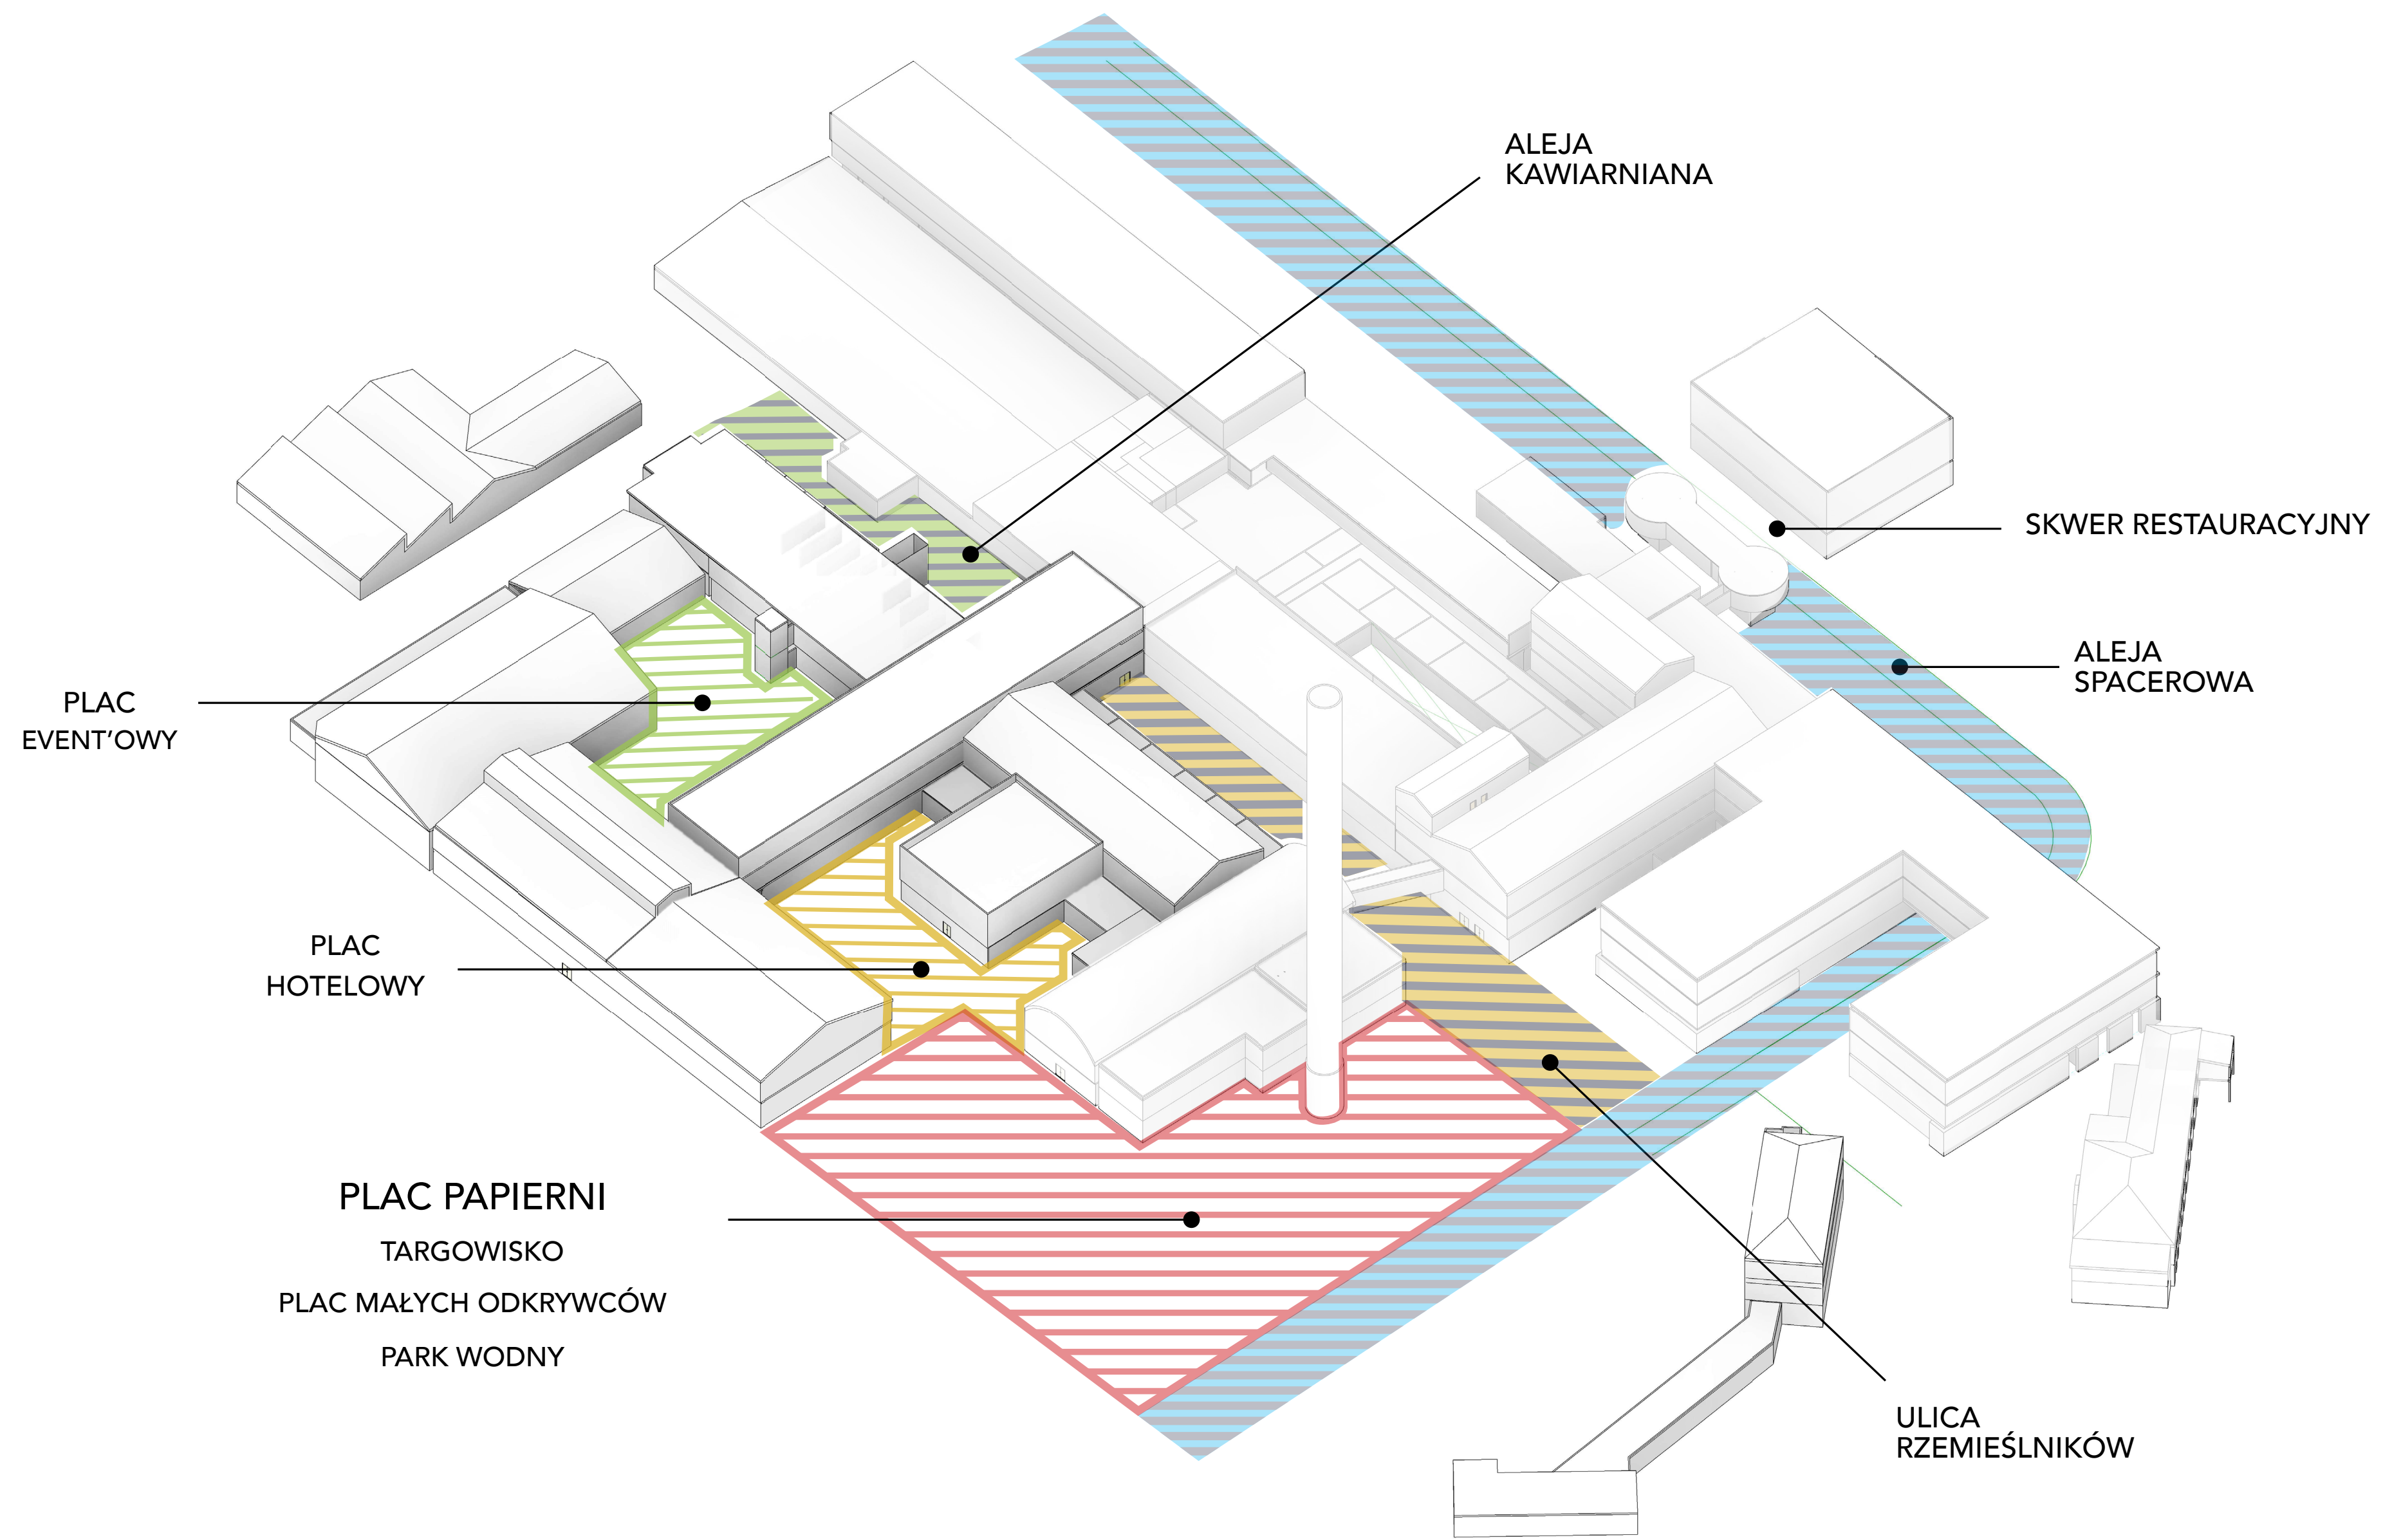 ALEJA
KAWIARNIANA
SKWER RESTAURACYJNY
ALEJA
SPACEROWA
PLAC
EVENT’OWY
PLAC
HOTELOWY
PLAC PAPIERNI
TARGOWISKO
PLAC MAŁYCH ODKRYWCÓW
PARK WODNY
ULICA
RZEMIEŚLNIKÓW